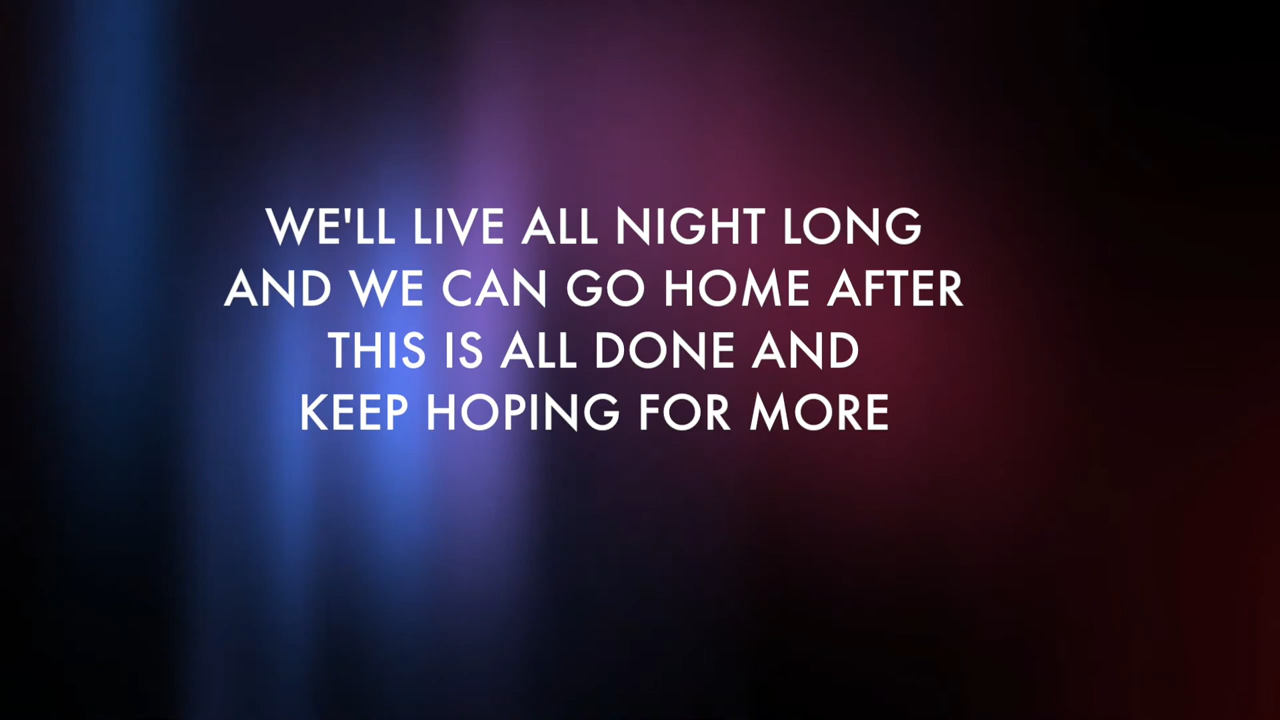 WE'LL LIVE ALL NIGHT LONG
AND WE CAN GO HOME AFTER
THIS IS ALL DONE AND
KEEP HOPING FOR MORE